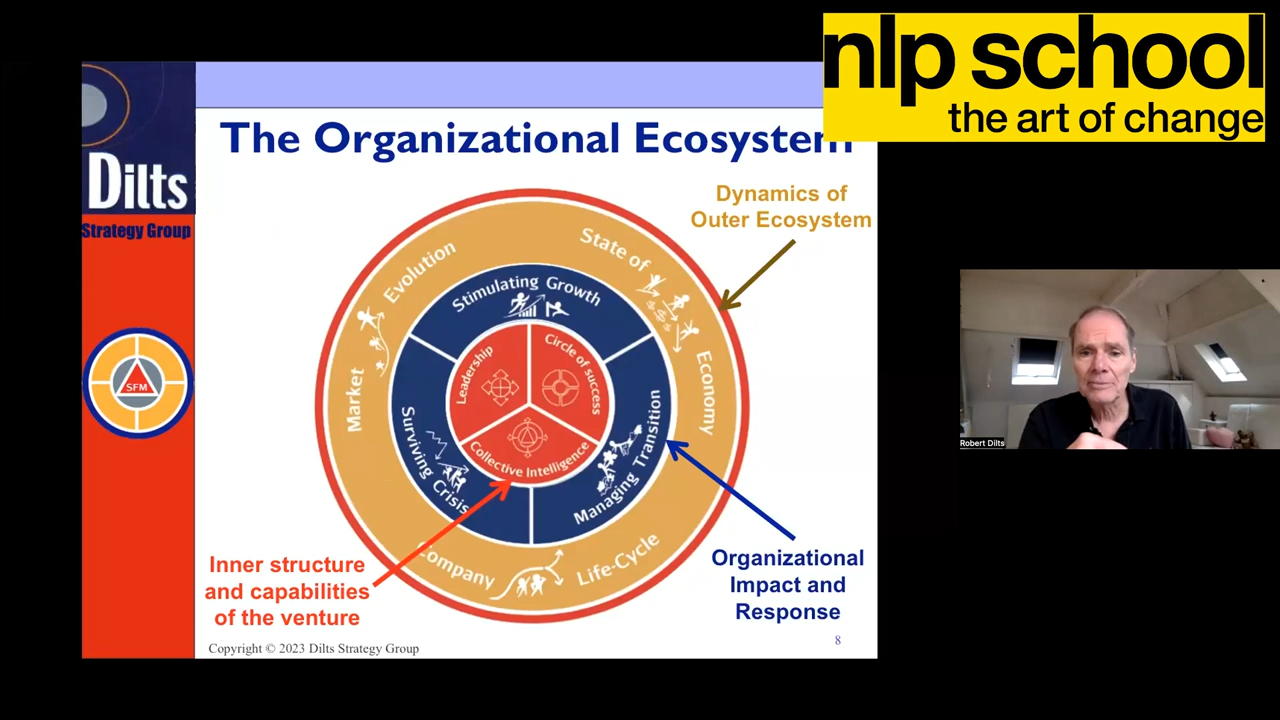 nlp school
the art of change
Dilts
Strategy Group
SFM
The Organizational Ecosystem
Dynamics of
Outer Ecosystem
Market Evolution
State of Economy
Company Life-Cycle
Stimulating Growth
Surviving Crisis
Managing Transition
Leadership
Circle of success
Collective Intelligence
Inner structure
and capabilities
of the venture
Organizational
Impact and
Response
Copyright © 2023 Dilts Strategy Group
8
Robert Dilts